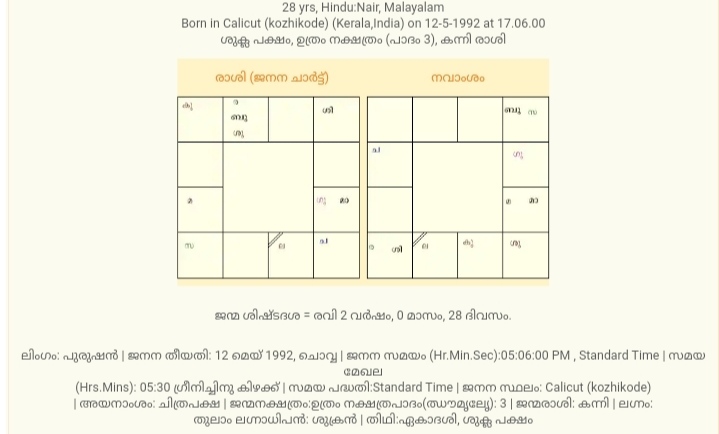 28 yrs, Hindu:Nair, Malayalam
Born in Calicut (kozhikode) (Kerala,India) on 12-5-1992 at 17.06.00
ശുക്ല പക്ഷം, ഉത്രം നക്ഷത്രം (പാദം 3), കന്നി രാശി
രാശി (ജനന ചാർട്ട്) നവാംശം
കു ര ശി ബു സ
ബു
ശു
ച ഗു
മ ഗു മാ മ മാ
സ ല ച ര ശി ല കു ശു
ജന്മ ശിഷ്ടദശ = രവി 2 വർഷം, 0 മാസം, 28 ദിവസം.
ലിംഗം: പുരുഷൻ | ജനന തീയതി: 12 മെയ് 1992, ചൊവ്വ | ജനന സമയം (Hr.Min.Sec):05:06:00 PM , Standard Time | സമയ
മേഖല
(Hrs.Mins): 05:30 ഗ്രീനിച്ചിനു കിഴക്ക് | സമയ പദ്ധതി:Standard Time | ജനന സ്ഥലം: Calicut (kozhikode)
| അയനാംശം: ചിത്രപക്ഷ | ജന്മനക്ഷത്രം:ഉത്രം നക്ഷത്രപാദം(ഝൗമൃല്യേ): 3 | ജന്മരാശി: കന്നി | ലഗ്നം:
തുലാം ലഗ്നാധിപൻ: ശുക്രൻ | തിഥി:ഏകാദശി, ശുക്ല പക്ഷം